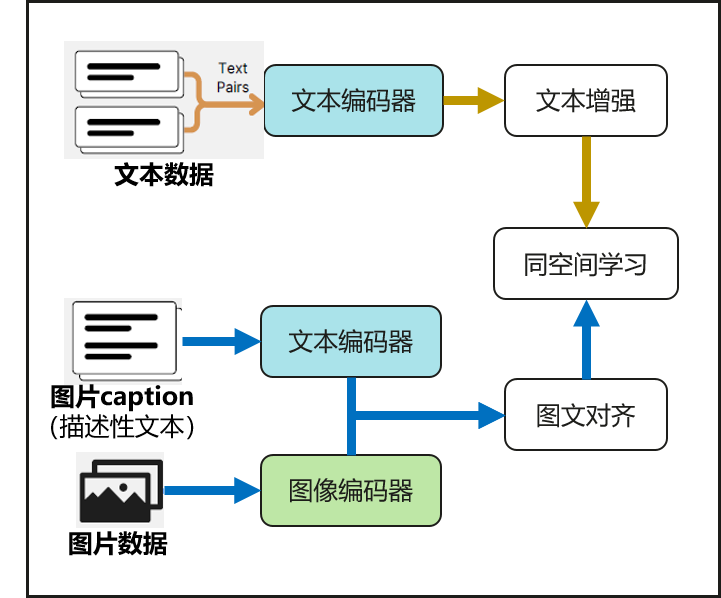 Text
Pairs
文本编码器
文本增强
文本数据
同空间学习
文本编码器
图片caption
(描述性文本)
图文对齐
图像编码器
图片数据